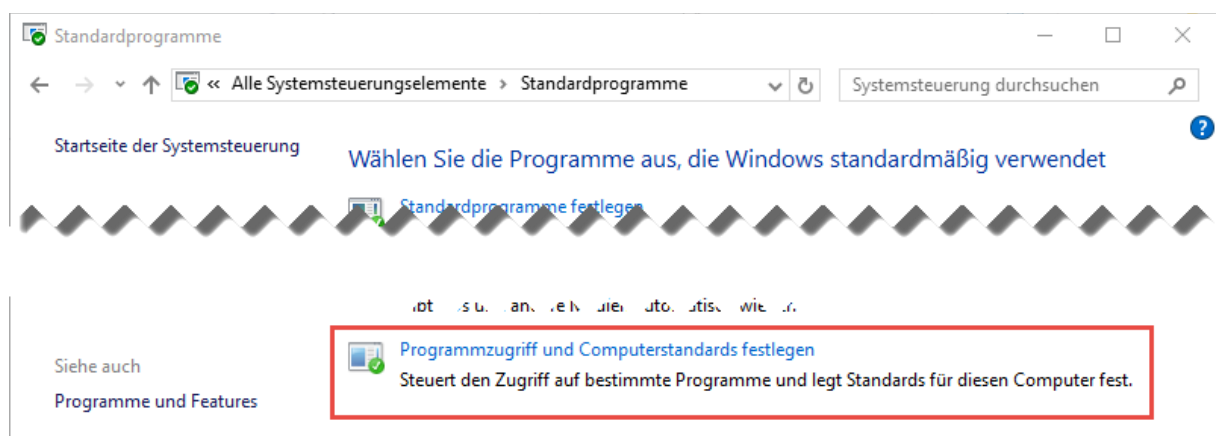 Standardprogramme
« Alle Systemsteuerungselemente > Standardprogramme
Systemsteuerung durchsuchen
?
Startseite der Systemsteuerung
Wählen Sie die Programme aus, die Windows standardmäßig verwendet
Standardprogramme festlegen
Programmzugriff und Computerstandards festlegen
Siehe auch
Steuert den Zugriff auf bestimmte Programme und legt Standards für diesen Computer fest.
Programme und Features